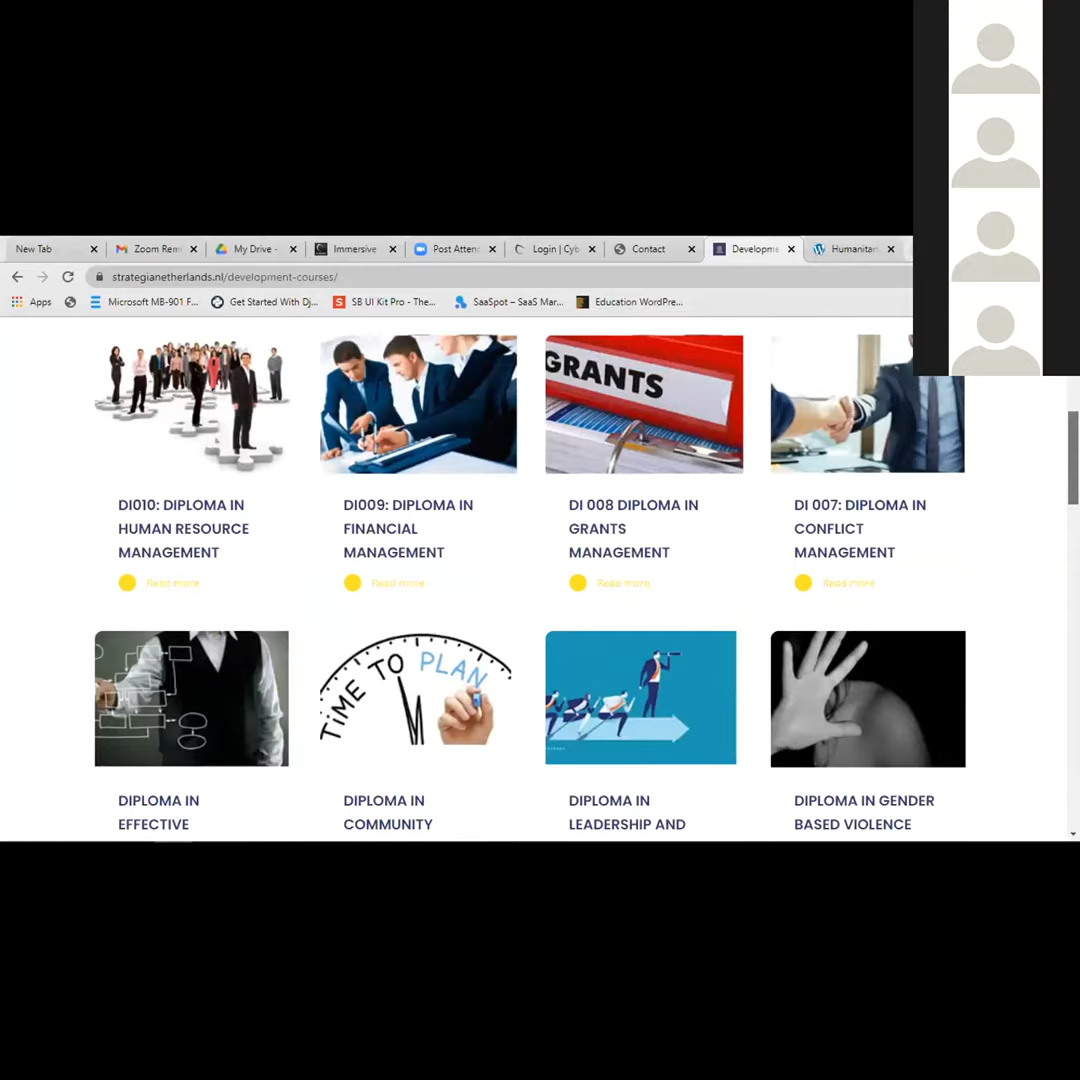 New Tab
Zoom Rem
My Drive -
Immersive
Post Atten
Login | Cyb
Contact
Developme
Humanitari
strategianetherlands.nl/development-courses/
Apps
Microsoft MB-901 F...
Get Started With Dj...
SB UI Kit Pro - The...
SaaSpot – SaaS Mar...
Education WordPre...
GRANTS
DI010: DIPLOMA IN
HUMAN RESOURCE
MANAGEMENT
Read more
DI009: DIPLOMA IN
FINANCIAL
MANAGEMENT
Read more
DI 008 DIPLOMA IN
GRANTS
MANAGEMENT
Read more
DI 007: DIPLOMA IN
CONFLICT
MANAGEMENT
Read more
TIME TO PLAN
DIPLOMA IN
EFFECTIVE
DIPLOMA IN
COMMUNITY
DIPLOMA IN
LEADERSHIP AND
DIPLOMA IN GENDER
BASED VIOLENCE